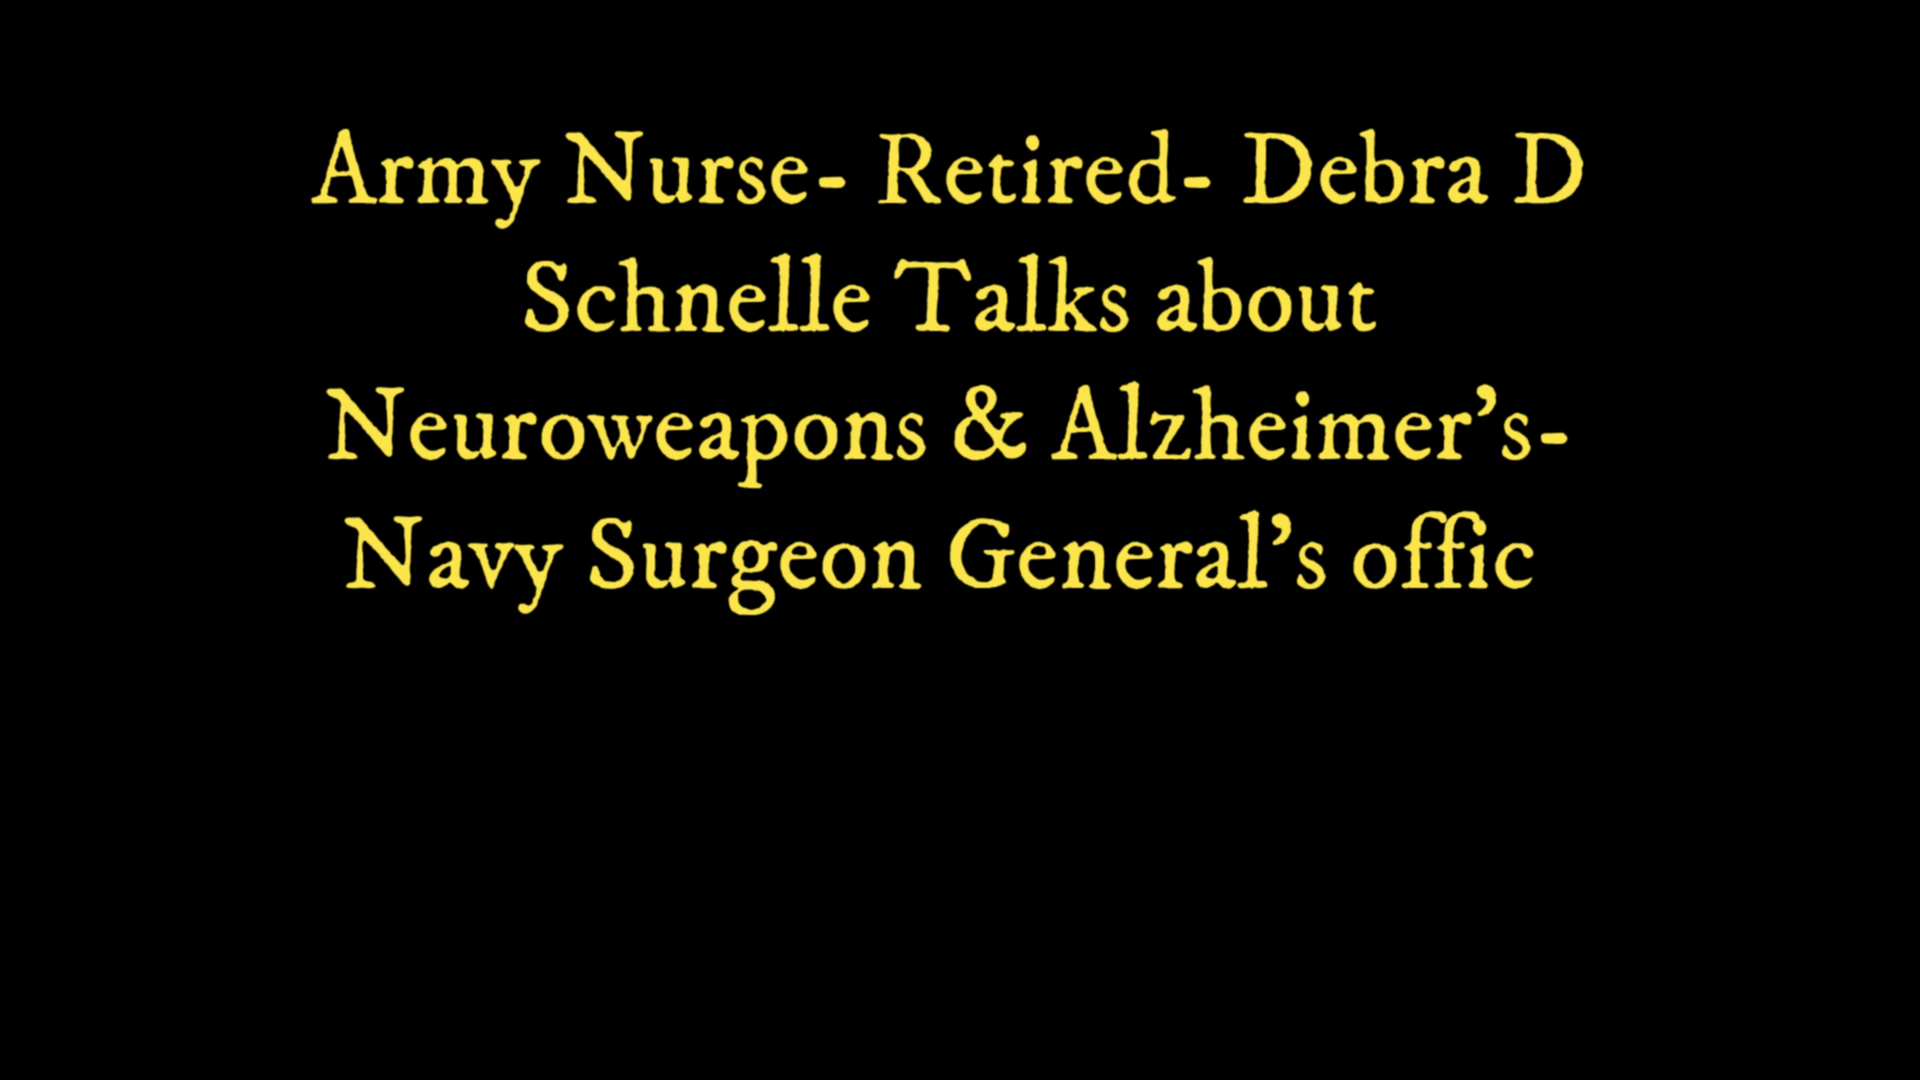 Army Nurse- Retired- Debra D
Schnelle Talks about
Neuroweapons & Alzheimer's-
Navy Surgeon General's offic